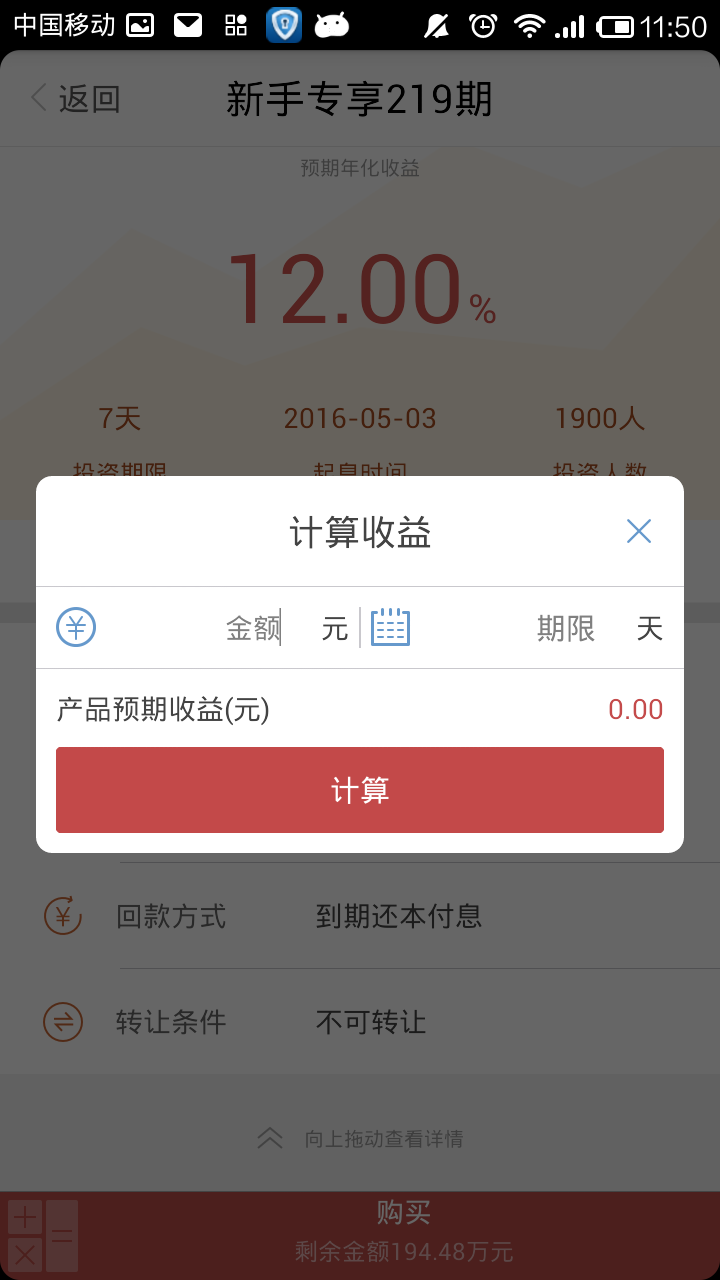 中国移动 11:50
返回 新手专享219期
预期年化收益
12.00%
7天 2016-05-03 1900人
投资期限 起息时间 投资人数
计算收益
金额 元 期限 天
产品预期收益(元) 0.00
计算
回款方式 到期还本付息
转让条件 不可转让
向上拖动查看详情
购买
剩余金额194.48万元